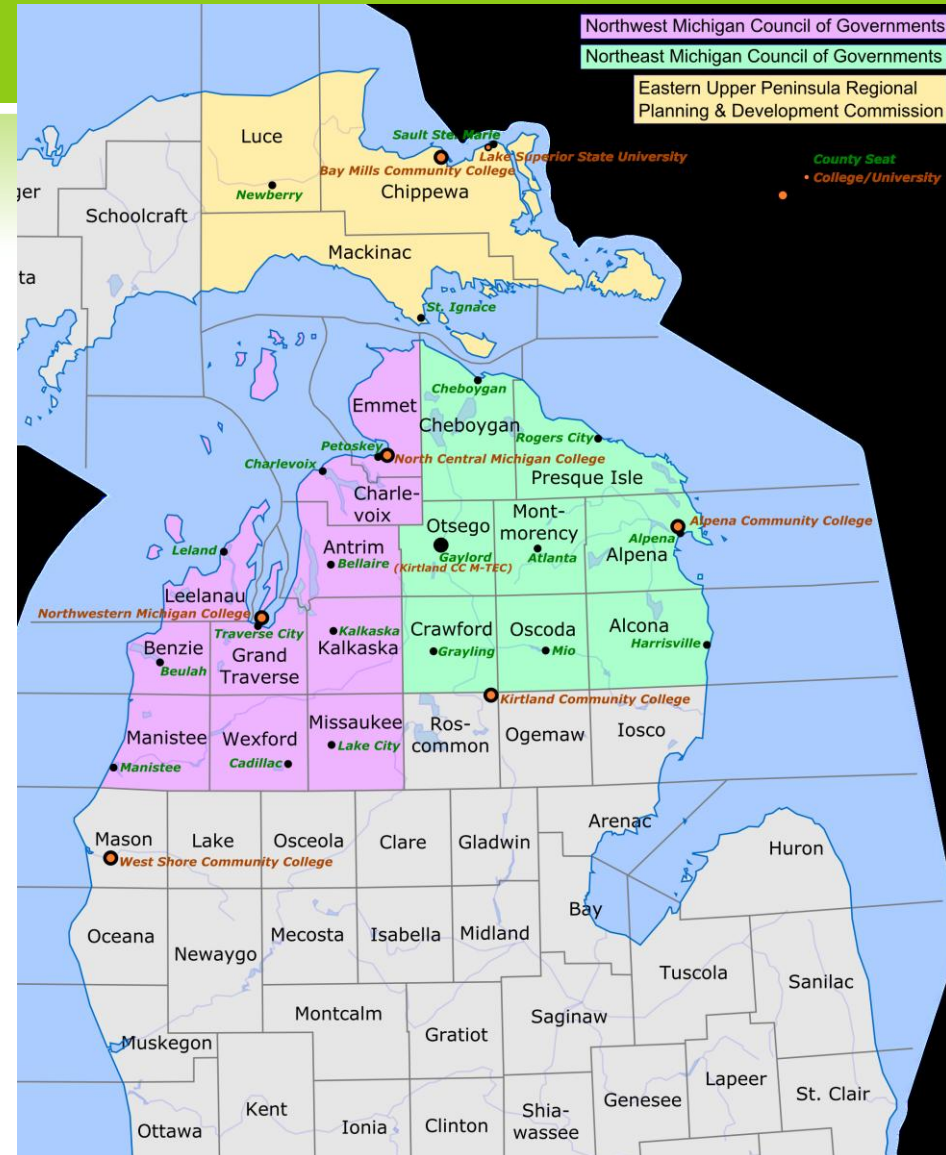 Northwest Michigan Council of Governments
Northeast Michigan Council of Governments
Eastern Upper Peninsula Regional
Planning & Development Commission
County Seat
College/University
Luce
Newberry
Sault Ste. Marie
Lake Superior State University
Bay Mills Community College
Chippewa
ger
Schoolcraft
Mackinac
ta
St. Ignace
Emmet
Cheboygan
Cheboygan
Rogers City
Petoskey
North Central Michigan College
Charlevoix
Presque Isle
Charle-
voix
Otsego
Gaylord
(Kirtland CC M-TEC)
Mont-
morency
Atlanta
Alpena Community College
Alpena
Alpena
Leland
Antrim
Bellaire
Leelanau
Northwestern Michigan College
Traverse City
Kalkaska
Kalkaska
Crawford
Grayling
Oscoda
Mio
Alcona
Harrisville
Benzie
Beulah
Grand
Traverse
Kirtland Community College
Manistee
Manistee
Wexford
Cadillac
Missaukee
Lake City
Ros-
common
Ogemaw
Iosco
Mason
West Shore Community College
Lake
Osceola
Clare
Gladwin
Arenac
Huron
Oceana
Newaygo
Mecosta
Isabella
Midland
Bay
Tuscola
Sanilac
Montcalm
Gratiot
Saginaw
Muskegon
Lapeer
Genesee
St. Clair
Kent
Ottawa
Ionia
Clinton
Shia-
wassee